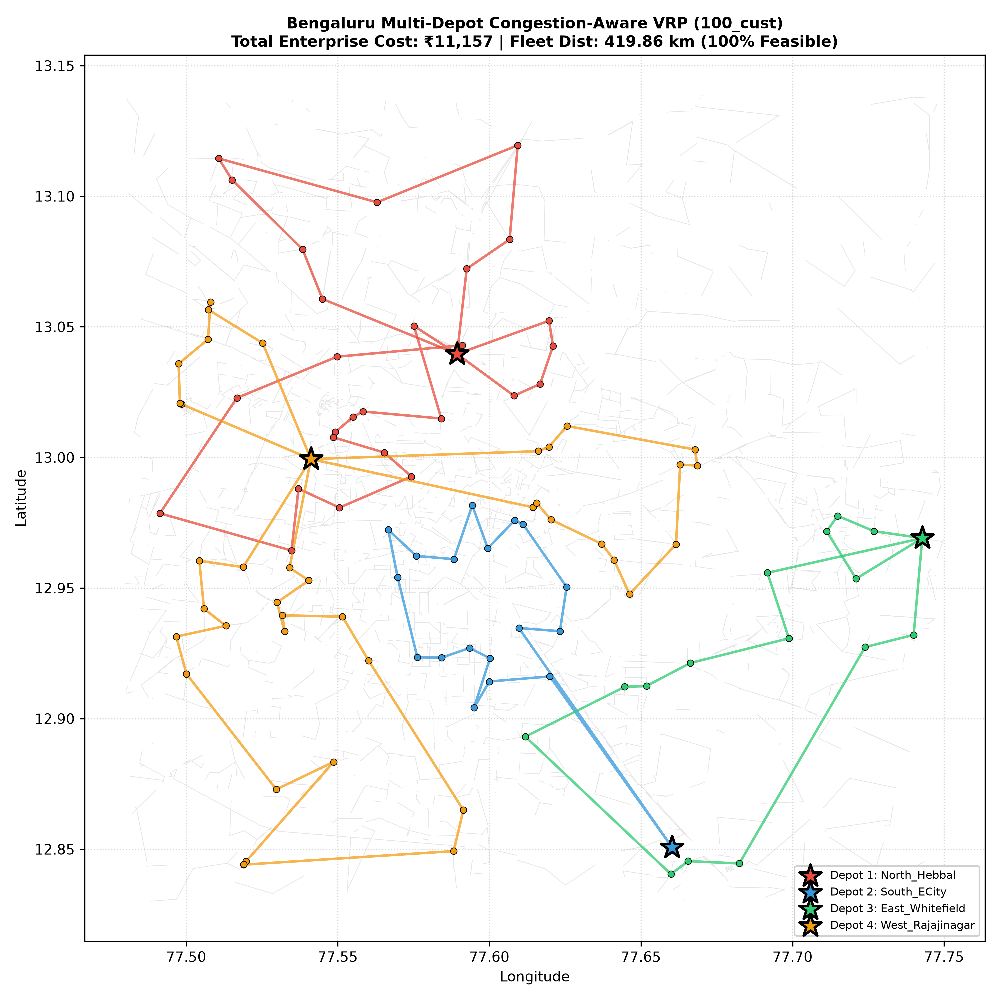 Bengaluru Multi-Depot Congestion-Aware VRP (100_cust)
Total Enterprise Cost: ₹11,157 | Fleet Dist: 419.86 km (100% Feasible)
13.15
13.10
13.05
13.00
12.95
12.90
12.85
Latitude
77.50 77.55 77.60 77.65 77.70 77.75
Longitude
Depot 1: North_Hebbal
Depot 2: South_ECity
Depot 3: East_Whitefield
Depot 4: West_Rajajinagar